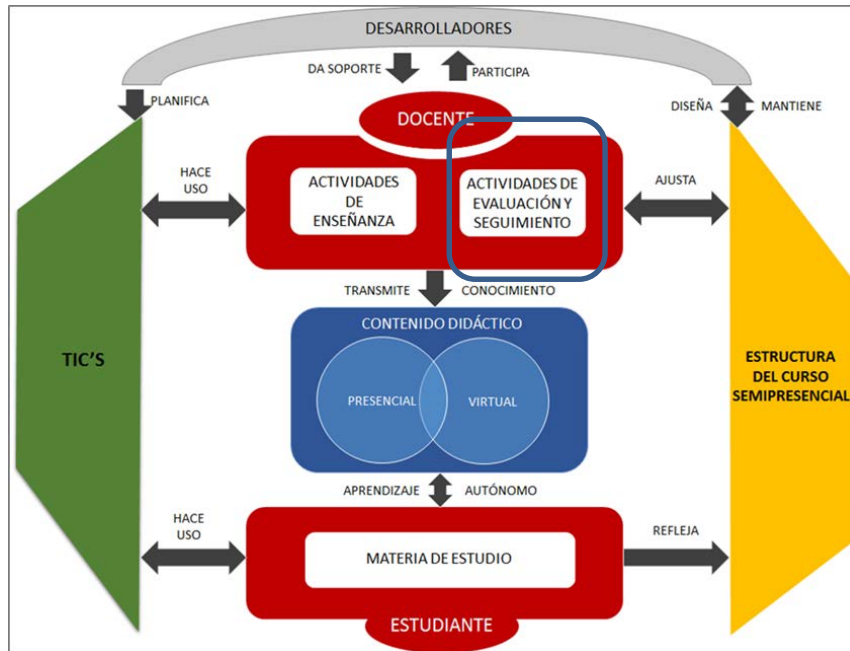 DESARROLLADORES
DA SOPORTE
PARTICIPA
PLANIFICA
DISEÑA
MANTIENE
DOCENTE
HACE
USO
ACTIVIDADES
DE
ENSEÑANZA
ACTIVIDADES DE
EVALUACIÓN Y
SEGUIMIENTO
AJUSTA
TRANSMITE
CONOCIMIENTO
CONTENIDO DIDÁCTICO
PRESENCIAL
VIRTUAL
TIC'S
ESTRUCTURA
DEL CURSO
SEMIPRESENCIAL
APRENDIZAJE
AUTÓNOMO
HACE
USO
MATERIA DE ESTUDIO
REFLEJA
ESTUDIANTE